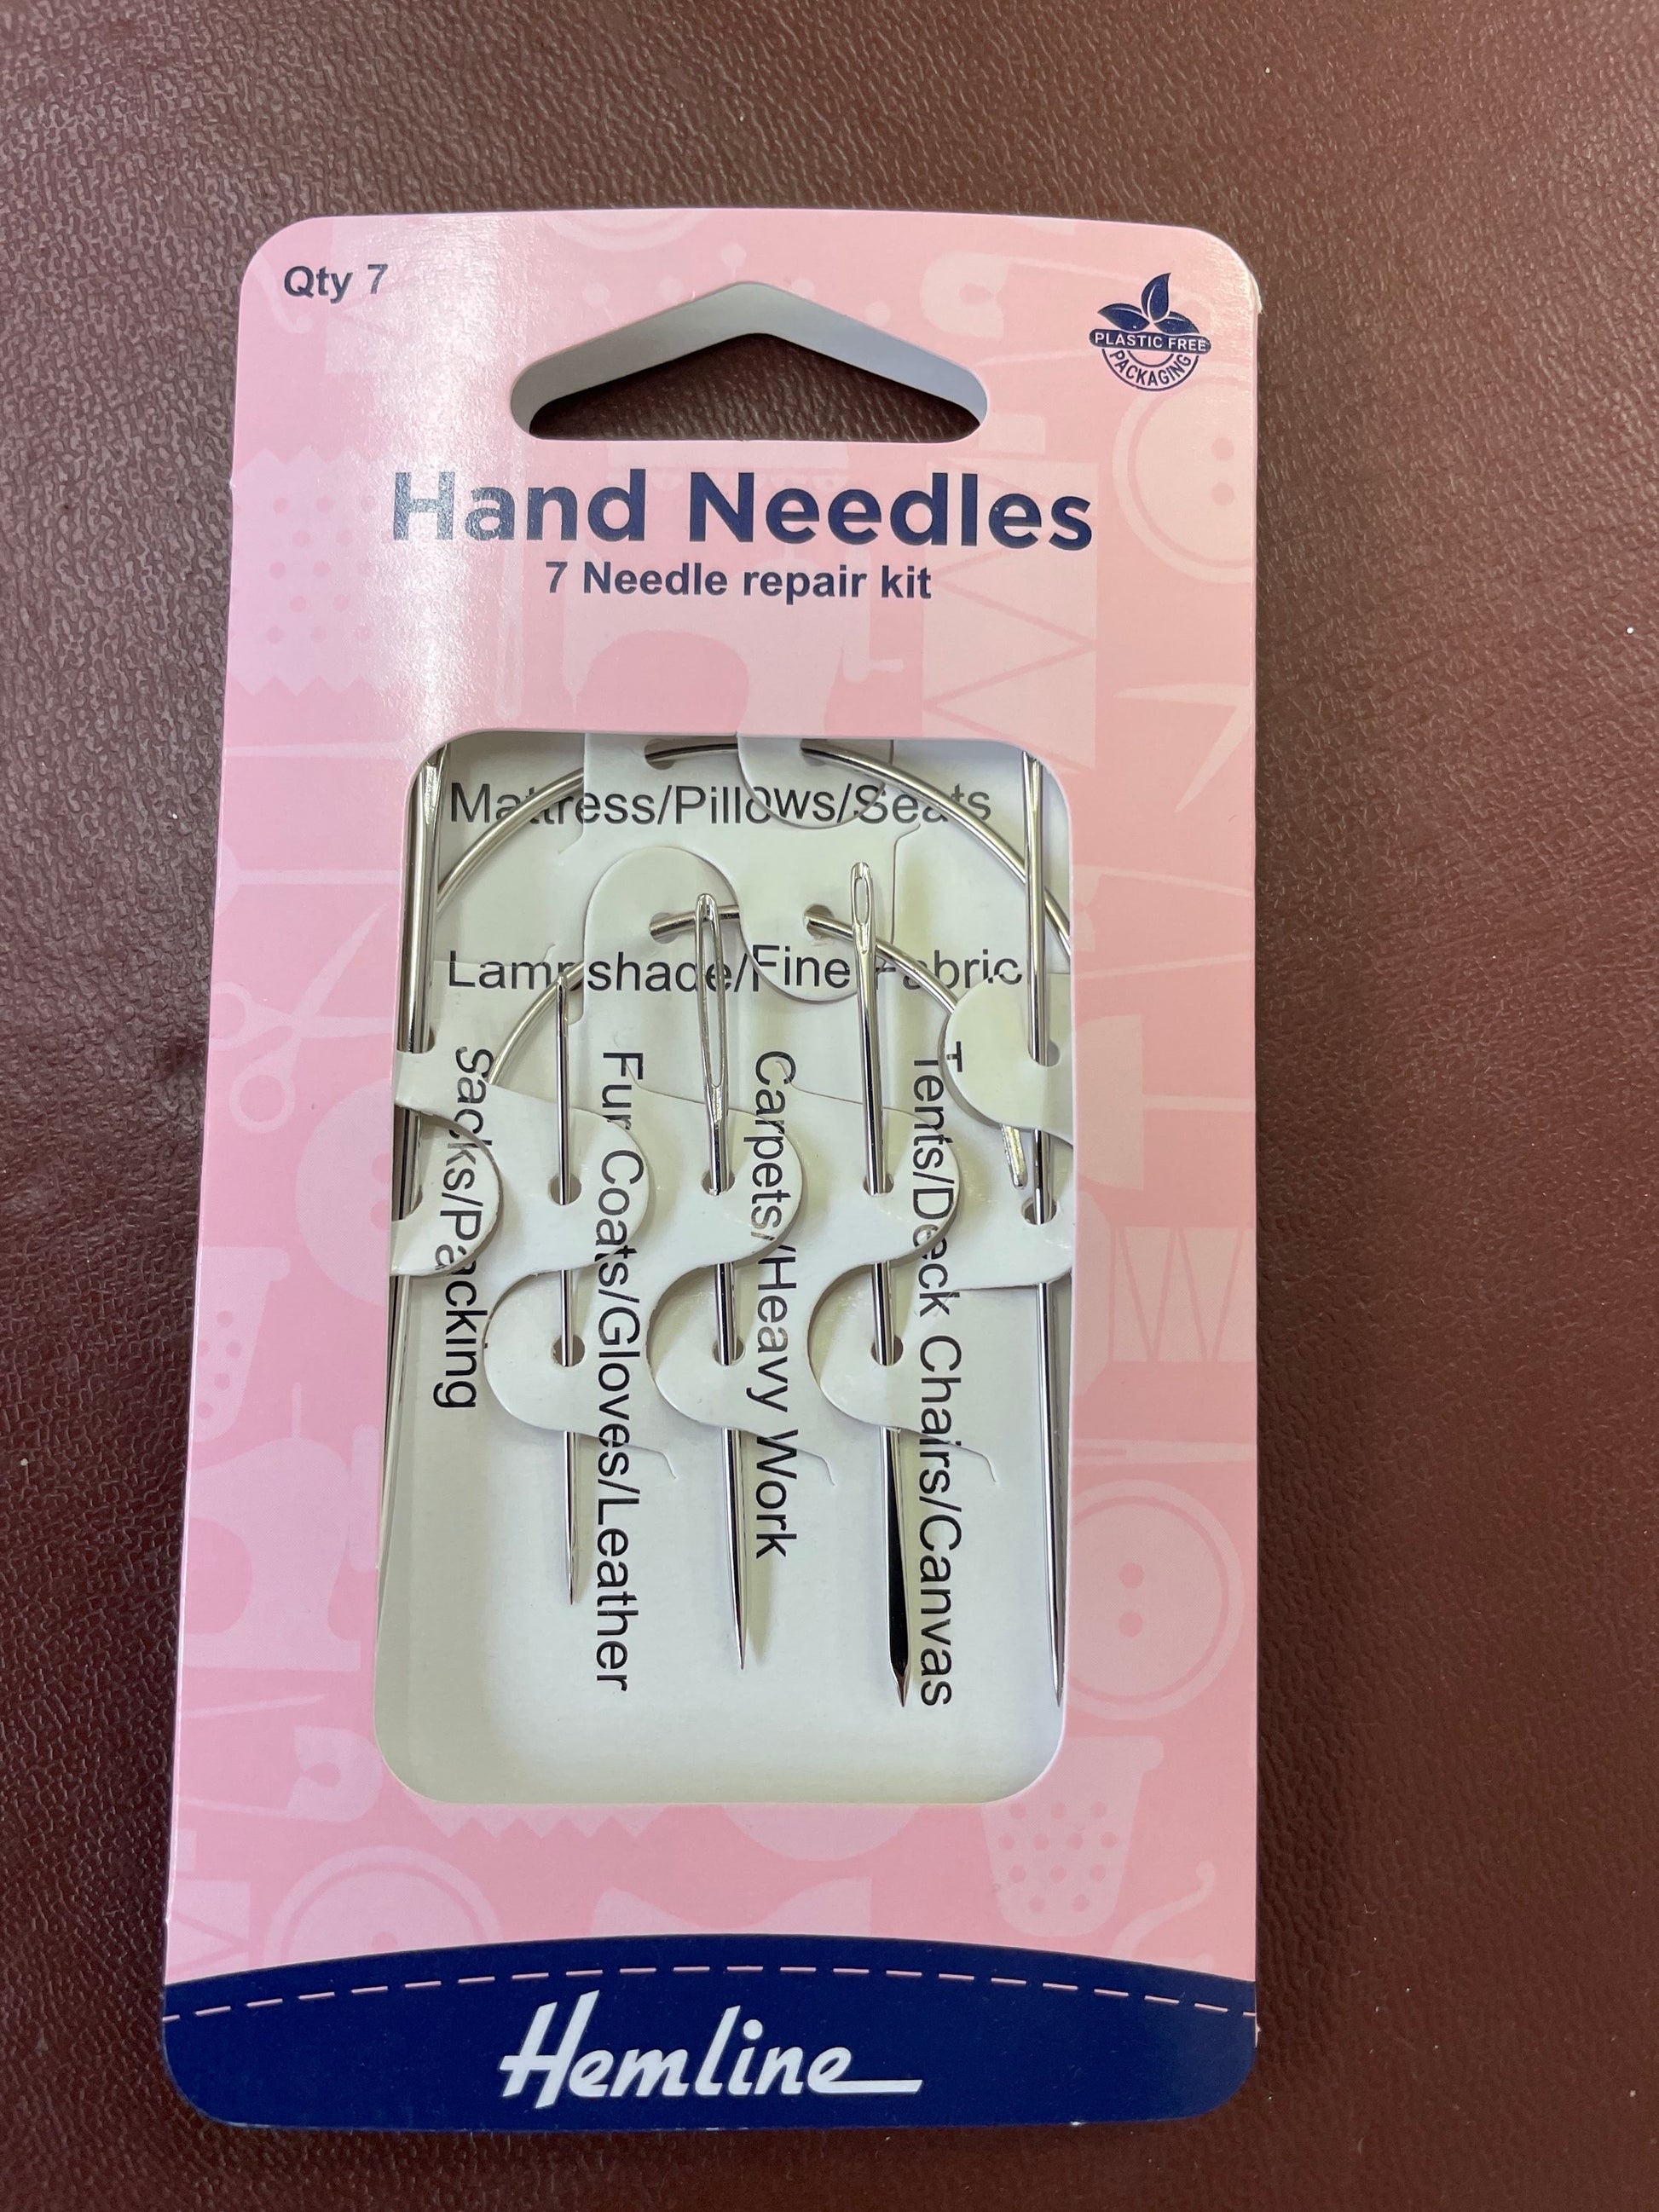 Qty 7
PLASTIC FREE
PACKAGING
Hand Needles
7 Needle repair kit
Mattress/Pillows/Seats
Lampshade/Fine Fabric
Sacks/Packing
Fur Coats/Gloves/Leather
Carpets/Heavy Work
Tents/Deck Chairs/Canvas
Hemline